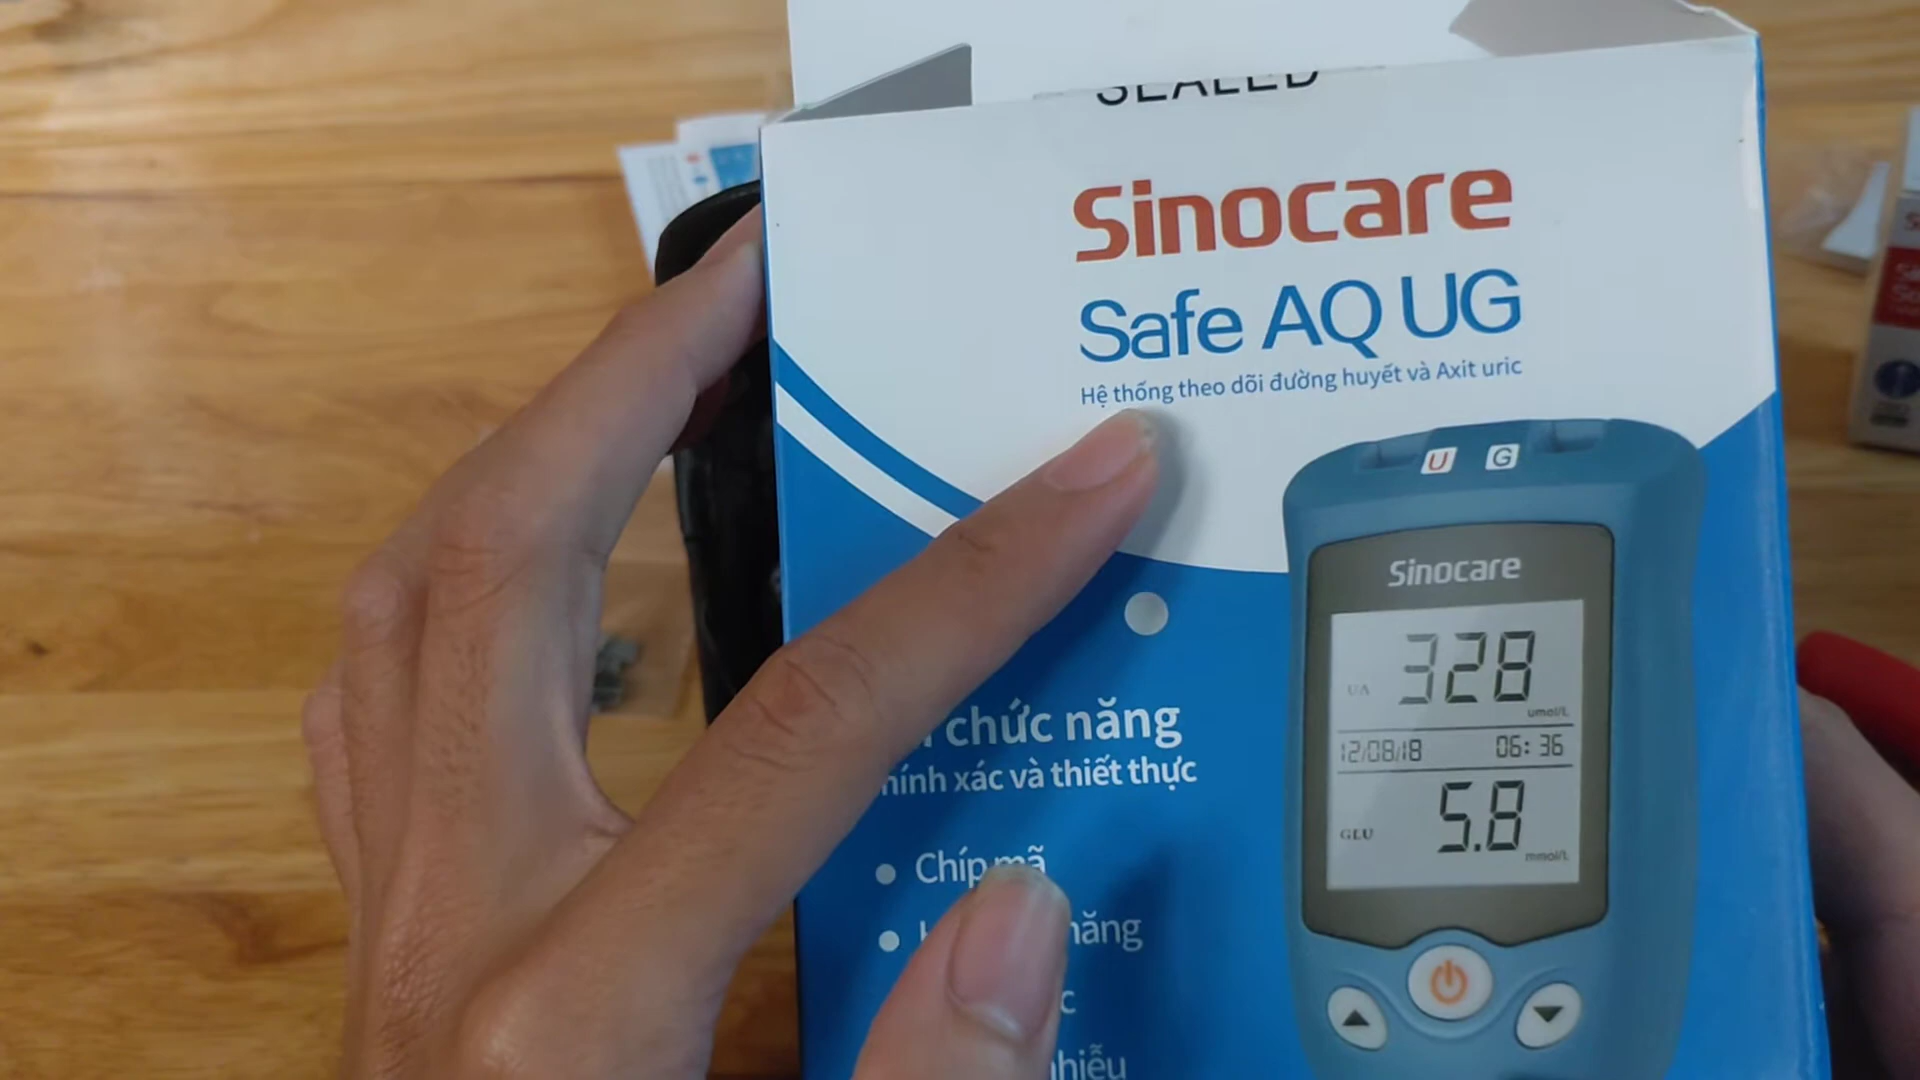 SEALED
Sinocare
Safe AQ UG
Hệ thống theo dõi đường huyết và Axit uric
U G
Sinocare
UA 328
umol/L
12/08/18 06:36
GLU 5.8
mmol/L
chức năng
xác và thiết thực
Chíp mã
năng